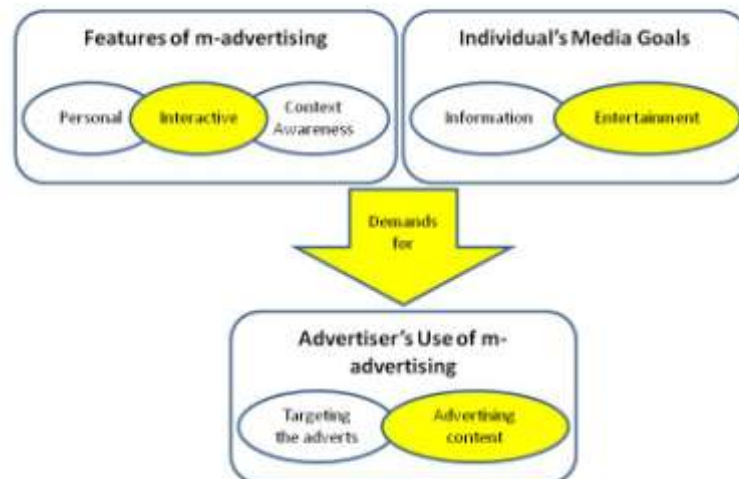 Features of m-advertising
Personal
Interactive
Context
Awareness
Individual's Media Goals
Information
Entertainment
Demands
for
Advertiser's Use of m-
advertising
Targeting
the adverts
Advertising
content